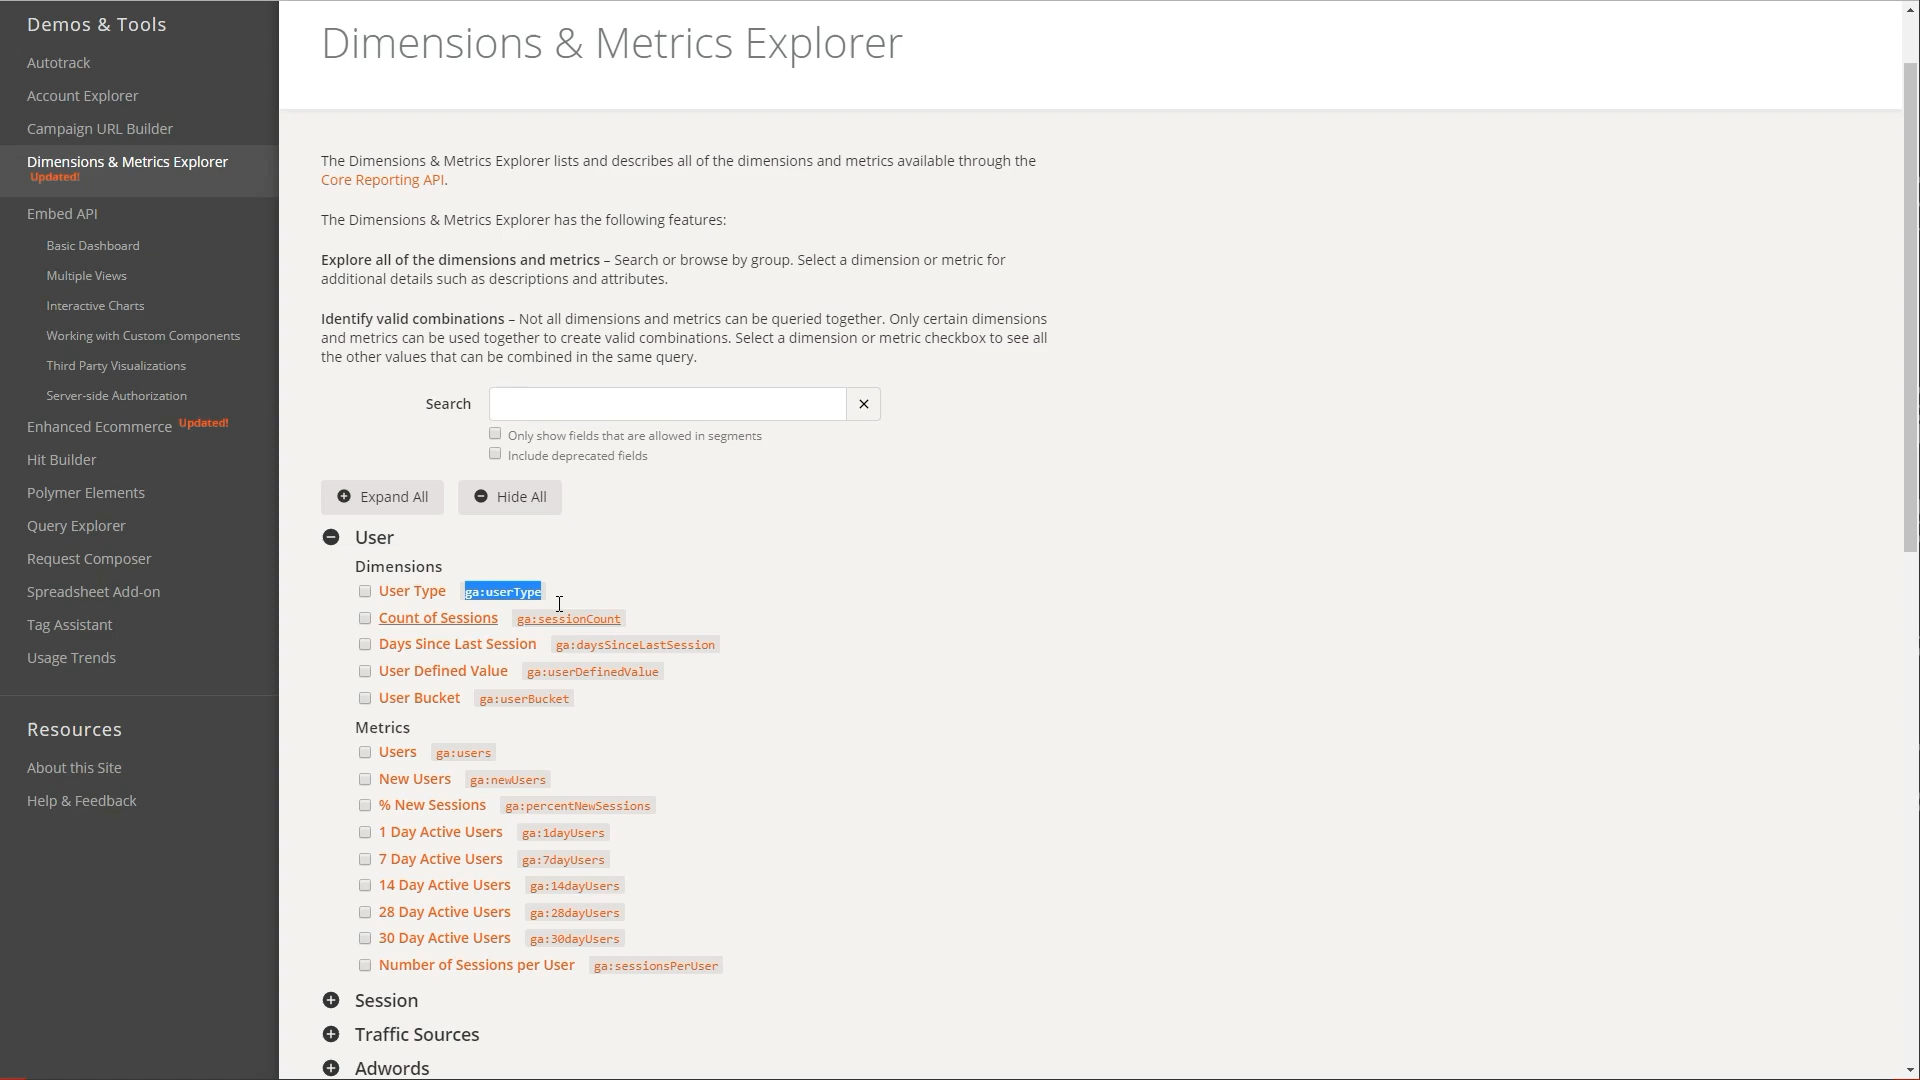 Demos & Tools
Autotrack
Account Explorer
Campaign URL Builder
Dimensions & Metrics Explorer
Updated!
Embed API
Basic Dashboard
Multiple Views
Interactive Charts
Working with Custom Components
Third Party Visualizations
Server-side Authorization
Enhanced Ecommerce Updated!
Hit Builder
Polymer Elements
Query Explorer
Request Composer
Spreadsheet Add-on
Tag Assistant
Usage Trends
Resources
About this Site
Help & Feedback
Dimensions & Metrics Explorer
The Dimensions & Metrics Explorer lists and describes all of the dimensions and metrics available through the
Core Reporting API.
The Dimensions & Metrics Explorer has the following features:
Explore all of the dimensions and metrics – Search or browse by group. Select a dimension or metric for
additional details such as descriptions and attributes.
Identify valid combinations – Not all dimensions and metrics can be queried together. Only certain dimensions
and metrics can be used together to create valid combinations. Select a dimension or metric checkbox to see all
the other values that can be combined in the same query.
Search
Only show fields that are allowed in segments
Include deprecated fields
Expand All Hide All
User
Dimensions
User Type ga:userType
Count of Sessions ga:sessionCount
Days Since Last Session ga:daysSinceLastSession
User Defined Value ga:userDefinedValue
User Bucket ga:userBucket
Metrics
Users ga:users
New Users ga:newUsers
% New Sessions ga:percentNewSessions
1 Day Active Users ga:1dayUsers
7 Day Active Users ga:7dayUsers
14 Day Active Users ga:14dayUsers
28 Day Active Users ga:28dayUsers
30 Day Active Users ga:30dayUsers
Number of Sessions per User ga:sessionsPerUser
Session
Traffic Sources
Adwords